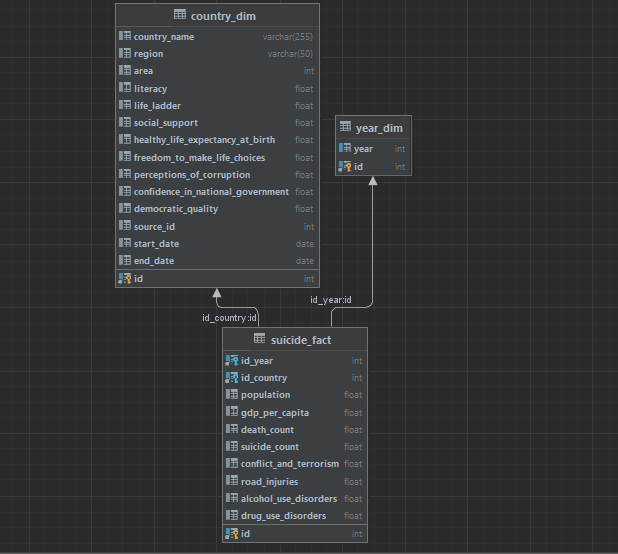 country_dim
country_name varchar(255)
region varchar(50)
area int
literacy float
life_ladder float
social_support float
healthy_life_expectancy_at_birth float
freedom_to_make_life_choices float
perceptions_of_corruption float
confidence_in_national_government float
democratic_quality float
source_id int
start_date date
end_date date
id int
year_dim
year int
id int
id_year:id
id_country:id
suicide_fact
id_year int
id_country int
population float
gdp_per_capita float
death_count float
suicide_count float
conflict_and_terrorism float
road_injuries float
alcohol_use_disorders float
drug_use_disorders float
id int